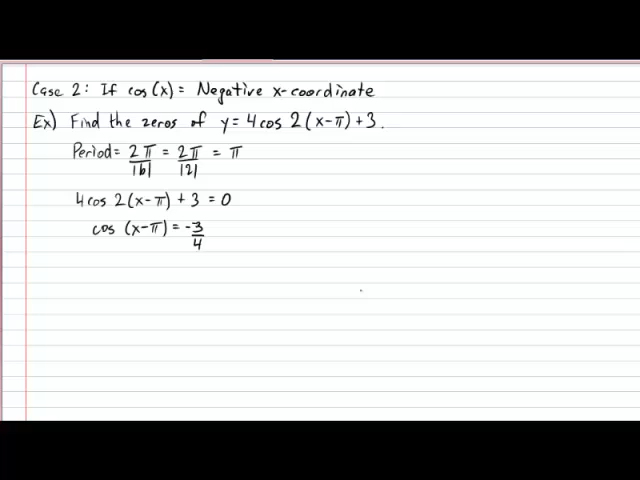 Case 2: If cos(x) = Negative x-coordinate
Ex) Find the zeros of y = 4cos 2(x-π)+3.
Period = 2π/|b| = 2π/|2| = π
4cos 2(x-π) + 3 = 0
cos (x-π) = -3/4